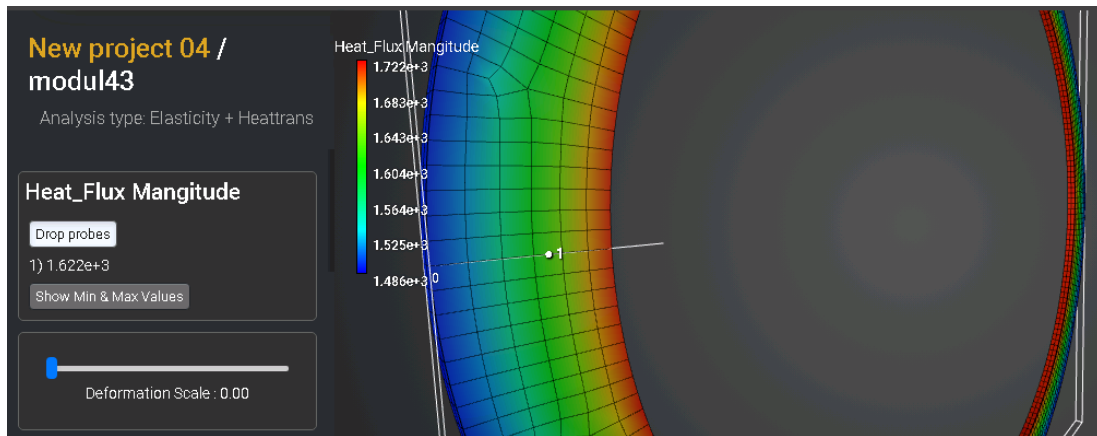 New project 04 /
modul43
Analysis type: Elasticity + Heattrans
Heat_Flux Mangitude
Drop probes
1) 1.622e+3
Show Min & Max Values
Deformation Scale : 0.00
Heat_Flux Mangitude
1.722e+3
1.683e+3
1.643e+3
1.604e+3
1.564e+3
1.525e+3
1.486e+3
0
1